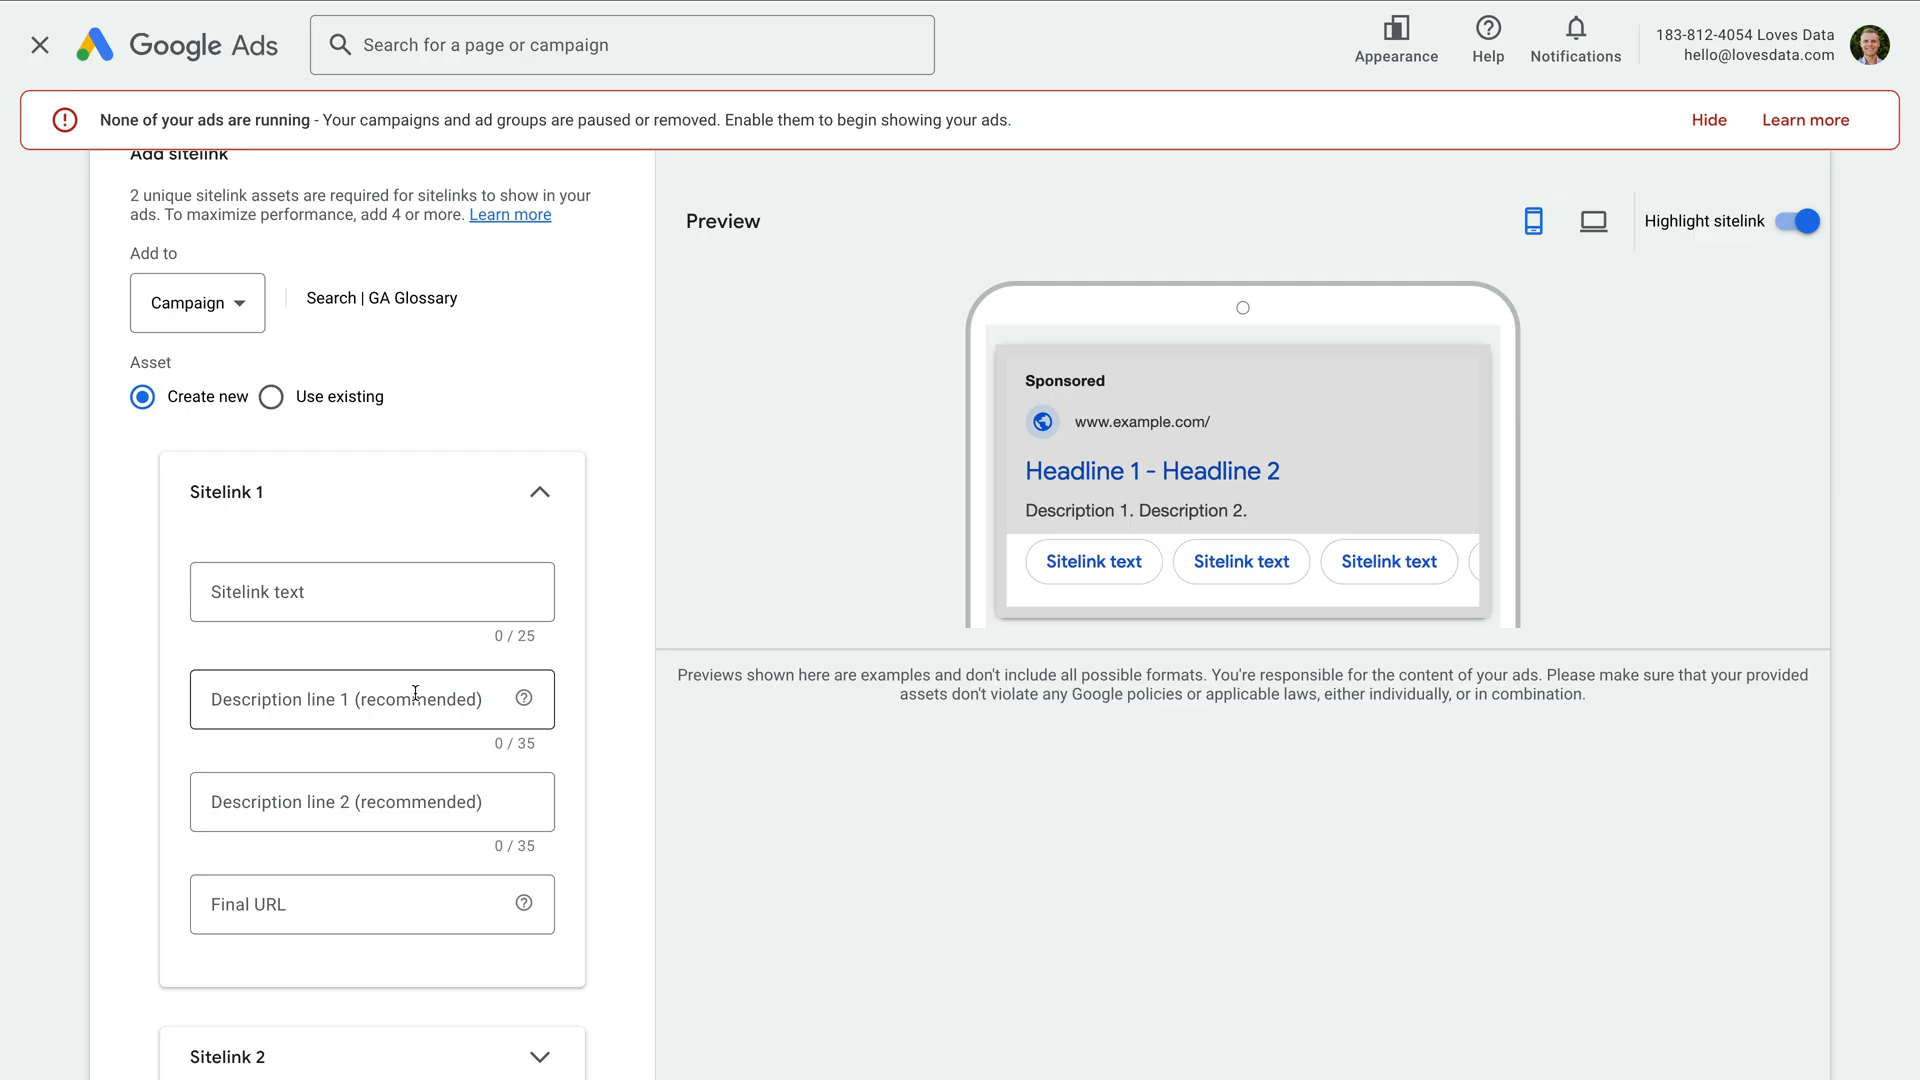 Google Ads
Search for a page or campaign
Appearance
Help
Notifications
183-812-4054 Loves Data
hello@lovesdata.com
None of your ads are running - Your campaigns and ad groups are paused or removed. Enable them to begin showing your ads.
Hide
Learn more
Add sitelink
2 unique sitelink assets are required for sitelinks to show in your
ads. To maximize performance, add 4 or more. Learn more
Add to
Campaign
Search | GA Glossary
Asset
Create new
Use existing
Sitelink 1
Sitelink text
0 / 25
Description line 1 (recommended)
0 / 35
Description line 2 (recommended)
0 / 35
Final URL
Sitelink 2
Preview
Highlight sitelink
Sponsored
www.example.com/
Headline 1 - Headline 2
Description 1. Description 2.
Sitelink text
Sitelink text
Sitelink text
Previews shown here are examples and don't include all possible formats. You're responsible for the content of your ads. Please make sure that your provided
assets don't violate any Google policies or applicable laws, either individually, or in combination.